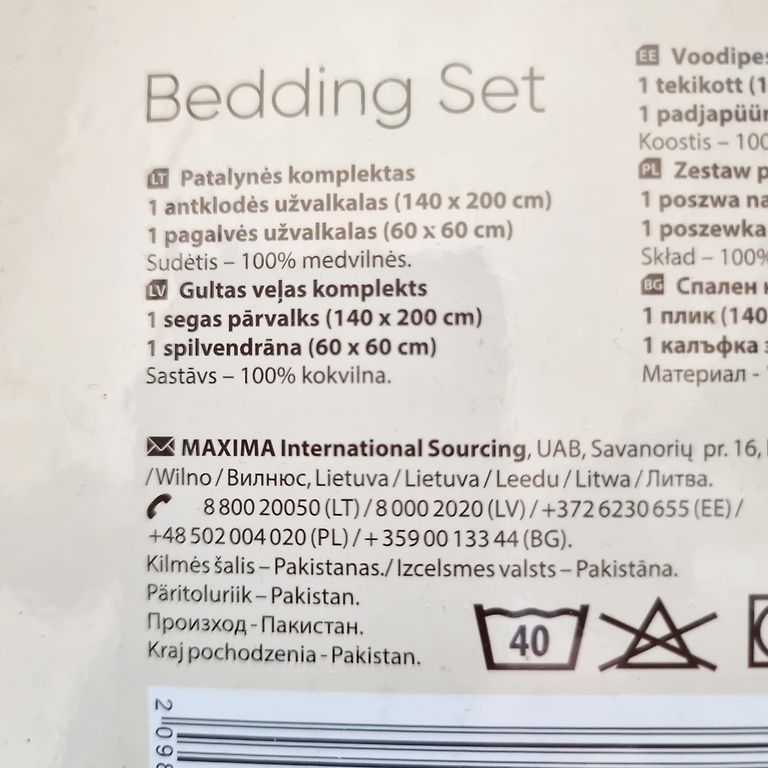 Bedding Set
LT Patalynės komplektas
1 antklodės užvalkalas (140 x 200 cm)
1 pagalvės užvalkalas (60 x 60 cm)
Sudėtis – 100% medvilnės.
LV Gultas veļas komplekts
1 segas pārvalks (140 x 200 cm)
1 spilvendrāna (60 x 60 cm)
Sastāvs – 100% kokvilna.
EE
1 tekikott (1
1
Koostis – 100
PL Zestaw
1 poszwa na
1 poszewka
Skład – 100%
BG Спален
1 плик (140
1 калъфка
Материал -
MAXIMA International Sourcing, UAB, Savanorių pr. 16,
/Wilno/Вилнюс, Lietuva/Lietuva/Leedu/Litwa/Литва.
8 800 20050 (LT)/8 000 2020 (LV)/+372 6230 655 (EE)/
+48 502 004 020 (PL)/+359 00 133 44 (BG).
Kilmės šalis – Pakistanas./Izcelsmes valsts – Pakistāna.
Päritoluriik – Pakistan.
Произход - Пакистан.
Kraj pochodzenia - Pakistan.
40
2 098